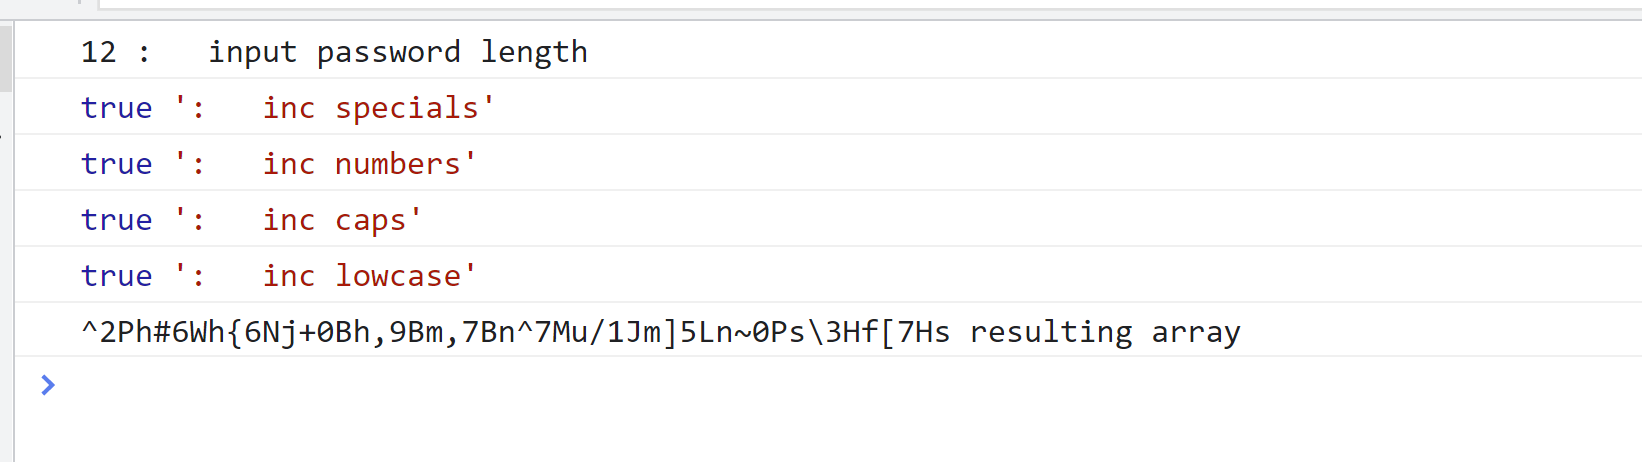 12 :   input password length
true ':   inc specials'
true ':   inc numbers'
true ':   inc caps'
true ':   inc lowcase'
^2Ph#6Wh{6Nj+0Bh,9Bm,7Bn^7Mu/1Jm]5Ln~0Ps\3Hf[7Hs resulting array